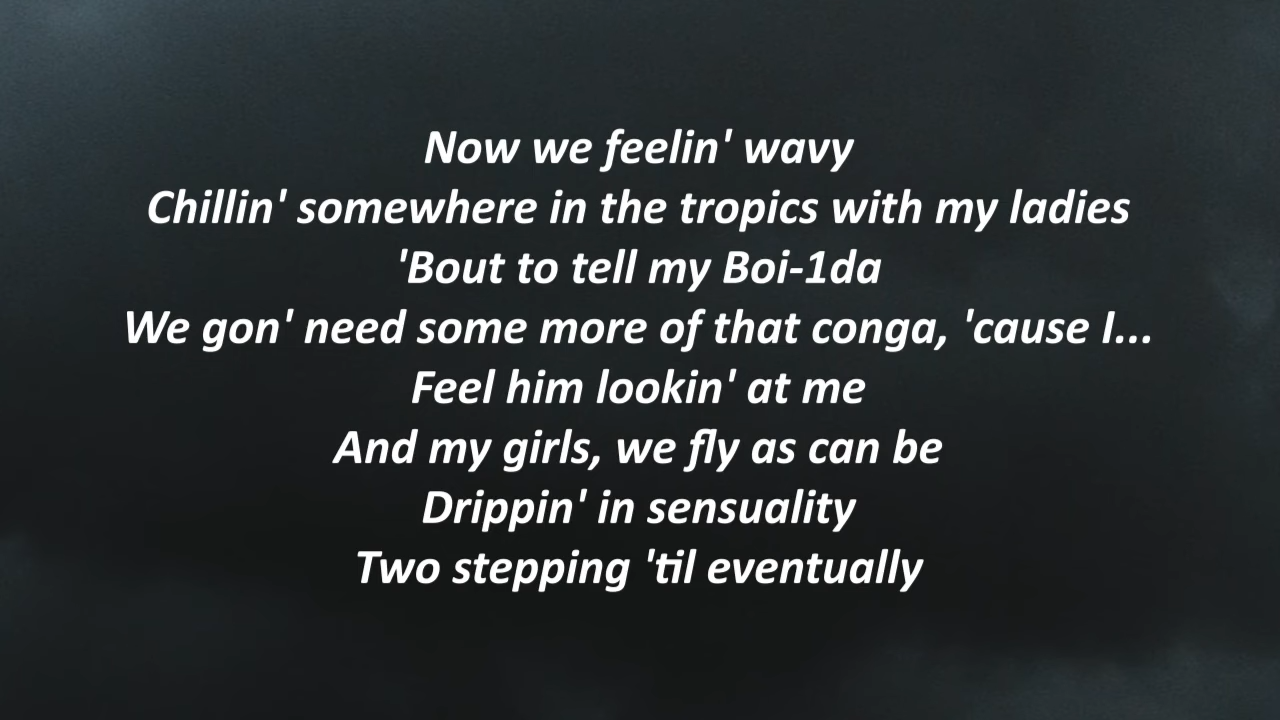 Now we feelin' wavy
Chillin' somewhere in the tropics with my ladies
'Bout to tell my Boi-1da
We gon' need some more of that conga, 'cause I...
Feel him lookin' at me
And my girls, we fly as can be
Drippin' in sensuality
Two stepping 'til eventually